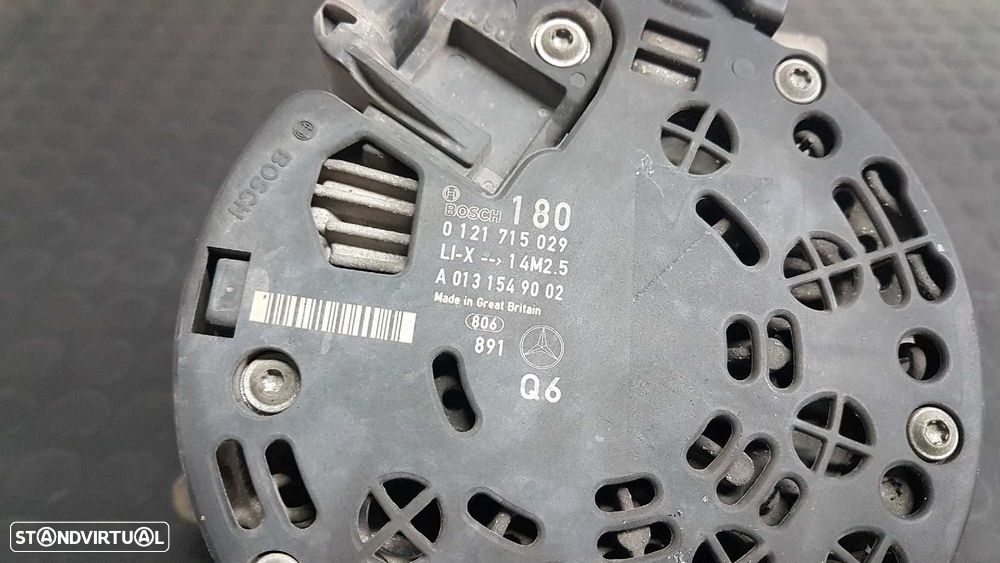 BOSCH
BOSCH 180
0 121 715 029
LI-X --> 14M2.5
A 013 154 90 02
Made in Great Britain
806
891
Q6
STANDVIRTUAL